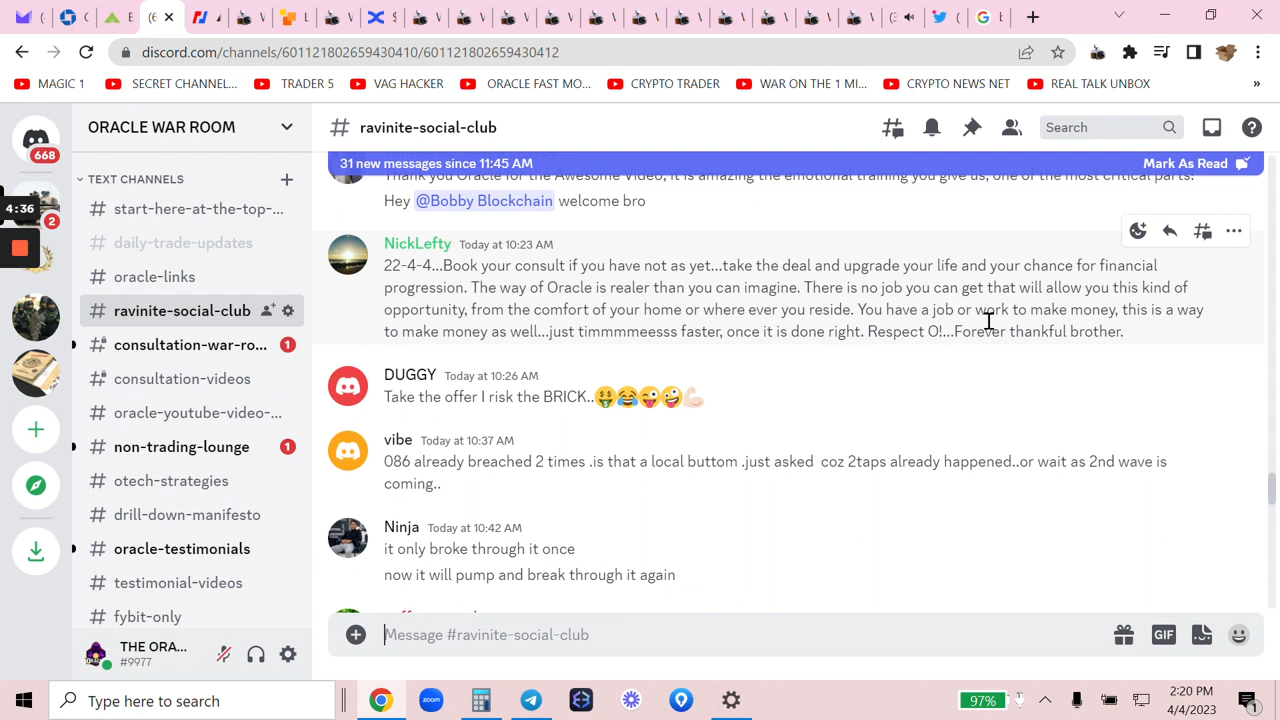 discord.com/channels/601121802659430410/601121802659430412
MAGIC 1
SECRET CHANNEL...
TRADER 5
VAG HACKER
ORACLE FAST MO...
CRYPTO TRADER
WAR ON THE 1 MI...
CRYPTO NEWS NET
REAL TALK UNBOX
»
668
2
4:36
ORACLE WAR ROOM
TEXT CHANNELS
# start-here-at-the-top-...
# daily-trade-updates
# oracle-links
# ravinite-social-club
# consultation-war-ro... 1
# consultation-videos
# oracle-youtube-video-...
# non-trading-lounge 1
# otech-strategies
# drill-down-manifesto
# oracle-testimonials
# testimonial-videos
# fybit-only
THE ORA...
#9977
# ravinite-social-club
Search
31 new messages since 11:45 AM
Mark As Read
Thank you Oracle for the Awesome Video, it is amazing the emotional training you give us, one of the most critical parts!
Hey @Bobby Blockchain welcome bro
NickLefty Today at 10:23 AM
22-4-4...Book your consult if you have not as yet...take the deal and upgrade your life and your chance for financial
progression. The way of Oracle is realer than you can imagine. There is no job you can get that will allow you this kind of
opportunity, from the comfort of your home or where ever you reside. You have a job or work to make money, this is a way
to make money as well...just timmmmeesss faster, once it is done right. Respect O!...Forever thankful brother.
DUGGY Today at 10:26 AM
Take the offer I risk the BRICK..🤑😂😜🤪💪🏻
vibe Today at 10:37 AM
086 already breached 2 times .is that a local buttom .just asked coz 2taps already happened..or wait as 2nd wave is
coming..
Ninja Today at 10:42 AM
it only broke through it once
now it will pump and break through it again
Message #ravinite-social-club
GIF
Type here to search
97%
2:20 PM
4/4/2023
1